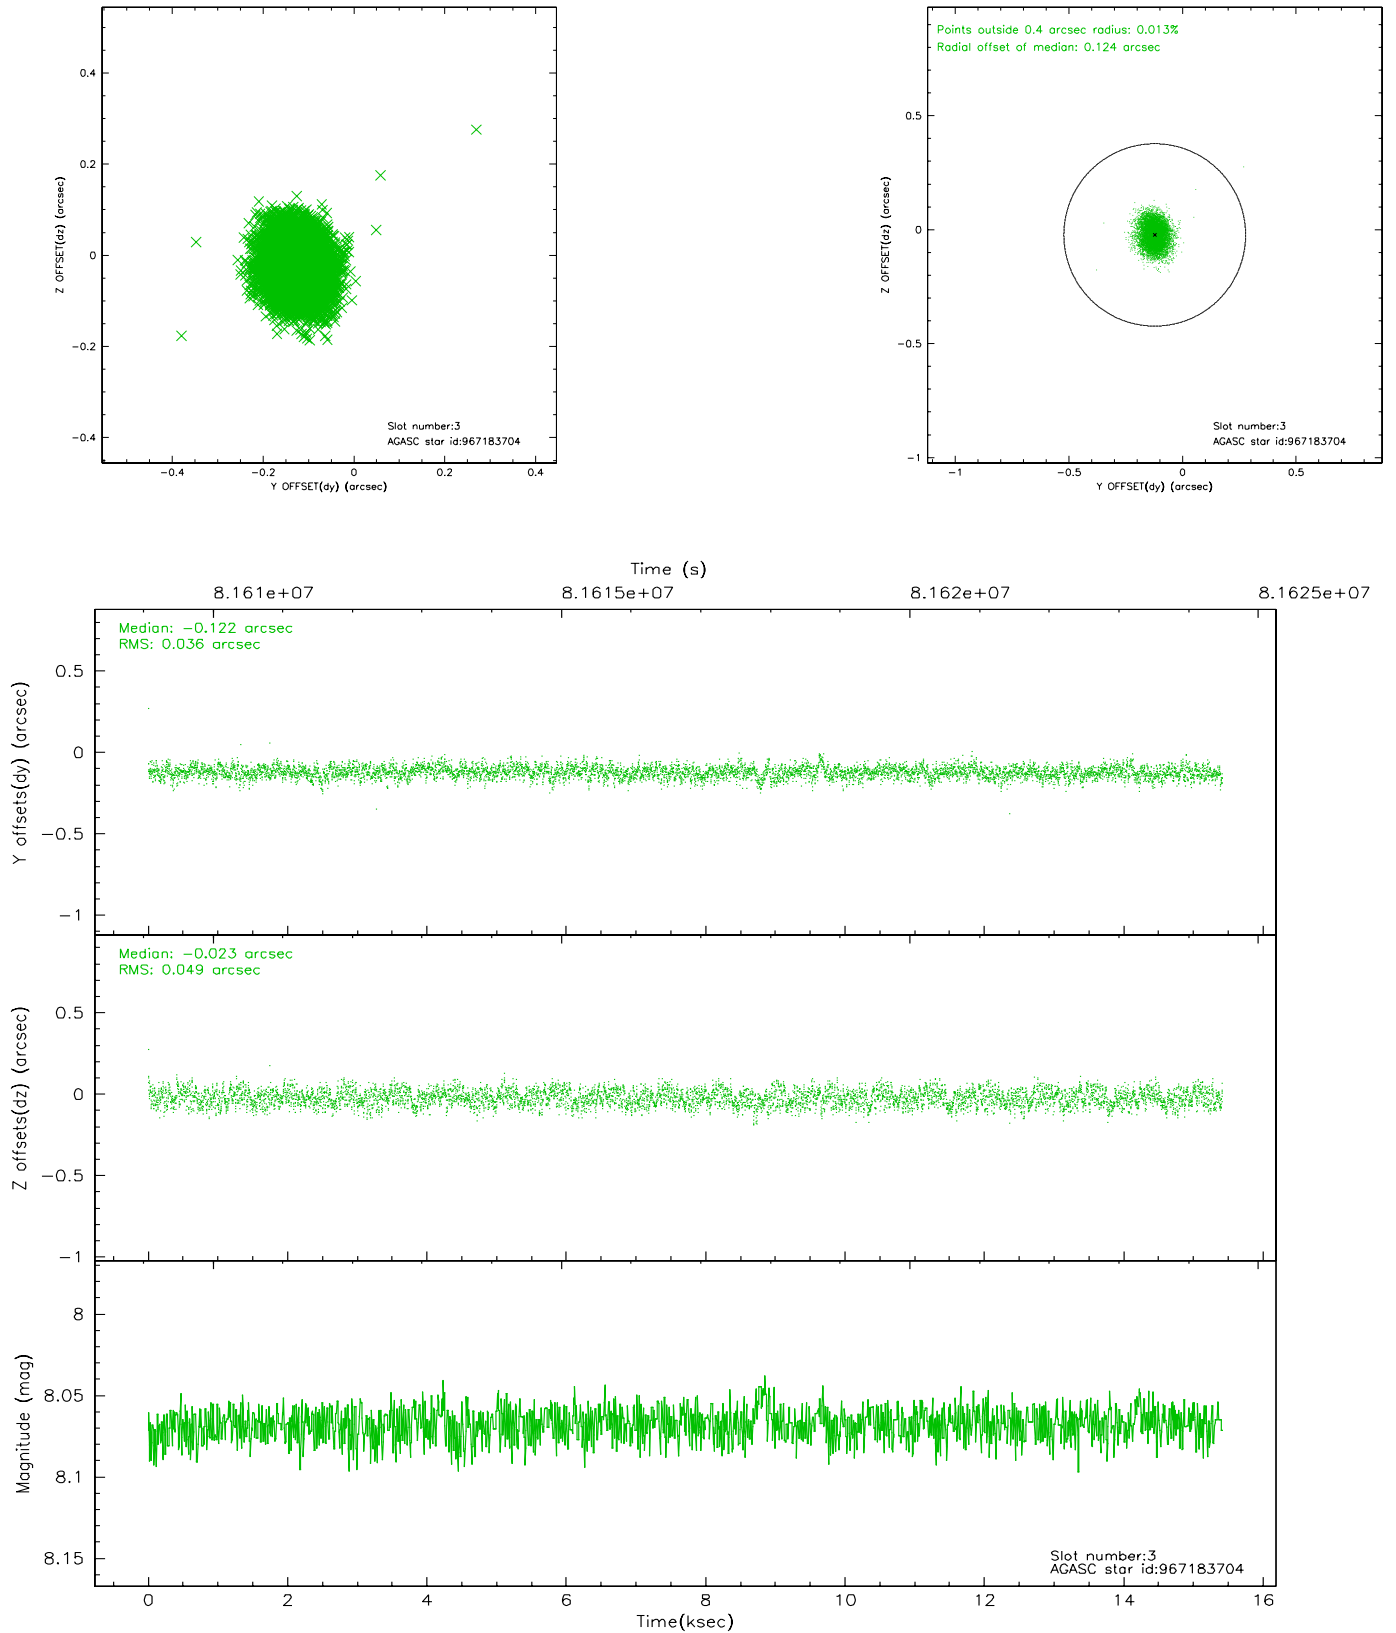 0.4
0.2
0
−0.2
−0.4
Z OFFSET(dz) (arcsec)
Slot number:3
AGASC star id:967183704
−0.4 −0.2 0 0.2 0.4
Y OFFSET(dy) (arcsec)
Points outside 0.4 arcsec radius: 0.013%
Radial offset of median: 0.124 arcsec
0.5
0
−0.5
−1
Z OFFSET(dz) (arcsec)
Slot number:3
AGASC star id:967183704
−1 −0.5 0 0.5
Y OFFSET(dy) (arcsec)
Time (s)
8.161e+07 8.1615e+07 8.162e+07 8.1625e+07
Median: −0.122 arcsec
RMS: 0.036 arcsec
0.5
0
−0.5
−1
Y offsets(dy) (arcsec)
Median: −0.023 arcsec
RMS: 0.049 arcsec
0.5
0
−0.5
−1
Z offsets(dz) (arcsec)
8
8.05
8.1
8.15
Magnitude (mag)
Slot number:3
AGASC star id:967183704
0 2 4 6 8 10 12 14 16
Time(ksec)